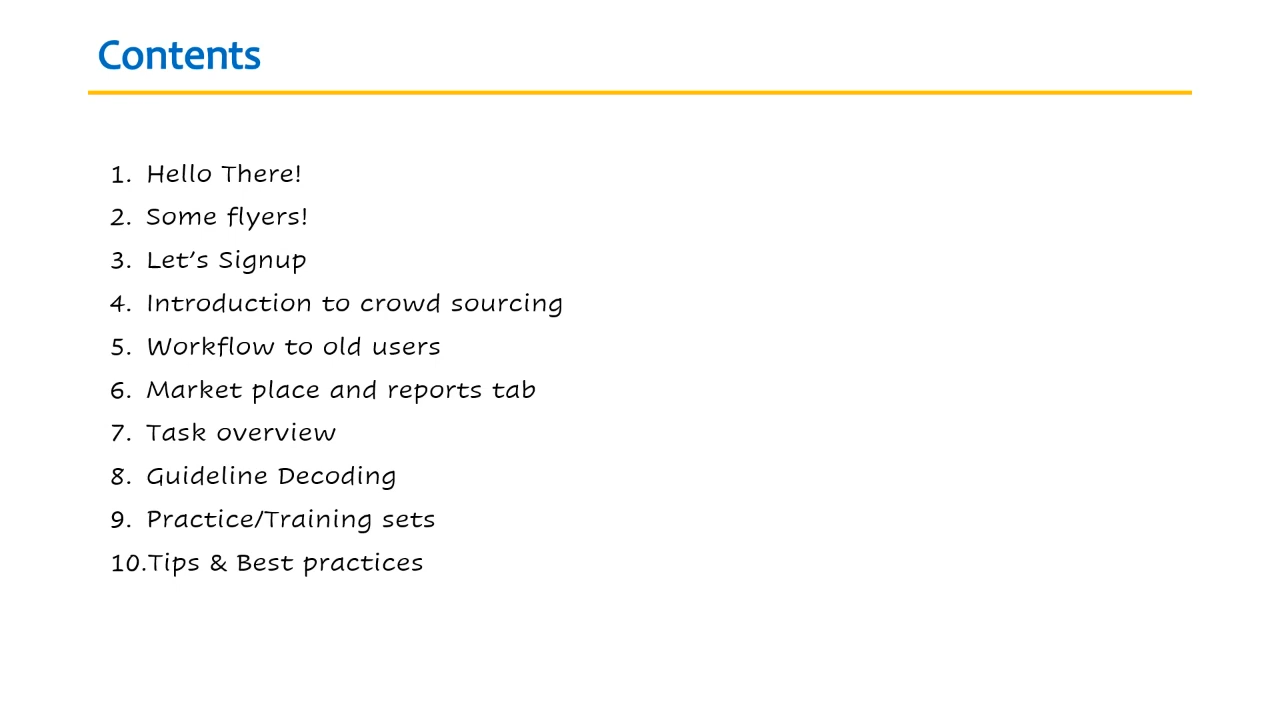 Contents
1. Hello There!
2. Some flyers!
3. Let’s Signup
4. Introduction to crowd sourcing
5. Workflow to old users
6. Market place and reports tab
7. Task overview
8. Guideline Decoding
9. Practice/Training sets
10.Tips & Best practices